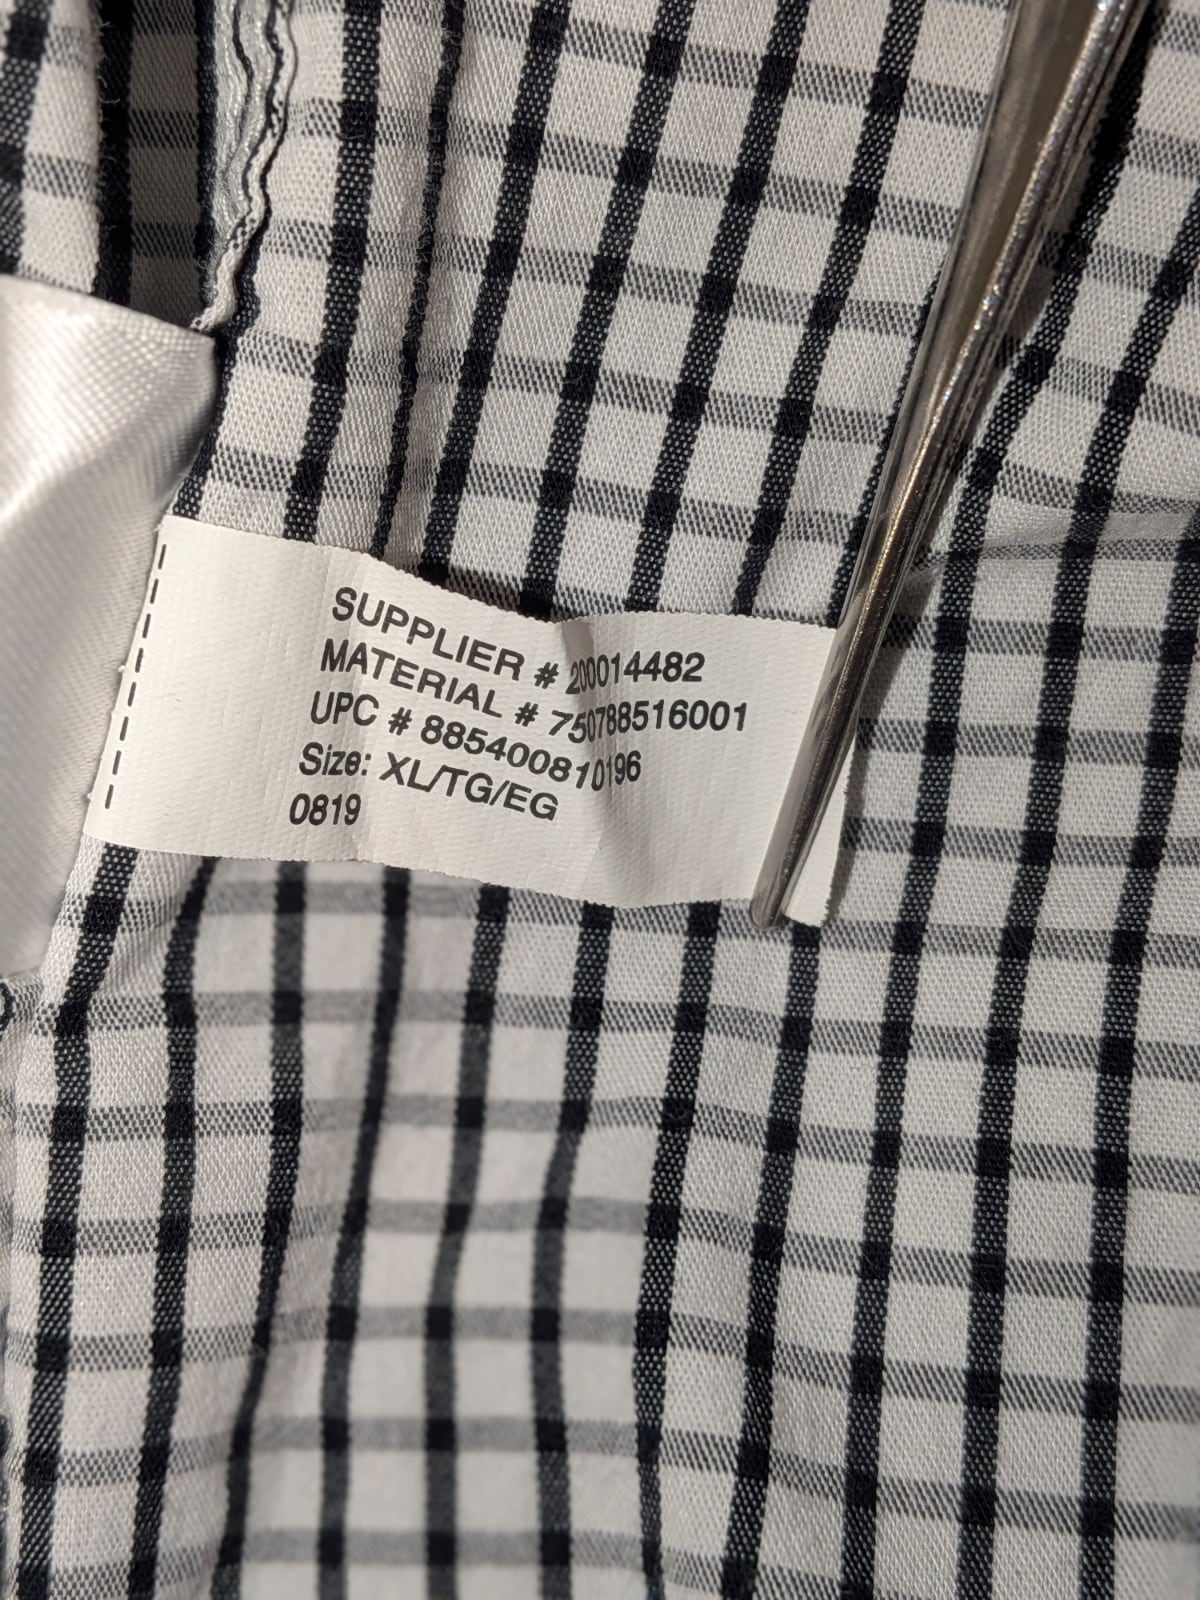 SUPPLIER # 200014482
MATERIAL # 750788516001
UPC # 885400810196
Size: XL/TG/EG
0819